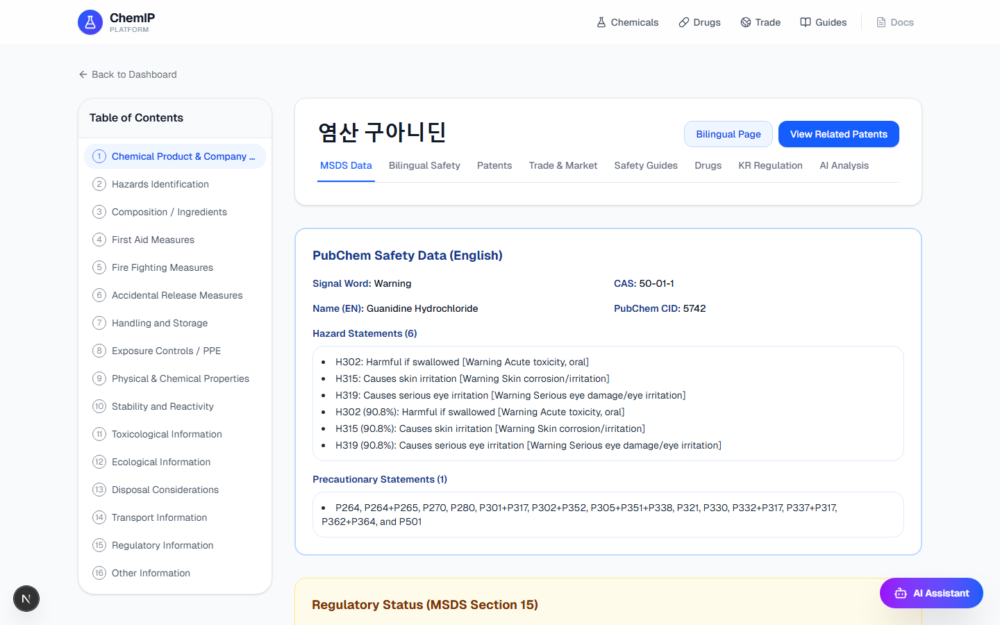 ChemIP
PLATFORM
Chemicals
Drugs
Trade
Guides
Docs
Back to Dashboard
Table of Contents
1 Chemical Product & Company ...
2 Hazards Identification
3 Composition / Ingredients
4 First Aid Measures
5 Fire Fighting Measures
6 Accidental Release Measures
7 Handling and Storage
8 Exposure Controls / PPE
9 Physical & Chemical Properties
10 Stability and Reactivity
11 Toxicological Information
12 Ecological Information
13 Disposal Considerations
14 Transport Information
15 Regulatory Information
16 Other Information
N
염산 구아니딘
Bilingual Page
View Related Patents
MSDS Data
Bilingual Safety
Patents
Trade & Market
Safety Guides
Drugs
KR Regulation
AI Analysis
PubChem Safety Data (English)
Signal Word: Warning
CAS: 50-01-1
Name (EN): Guanidine Hydrochloride
PubChem CID: 5742
Hazard Statements (6)
• H302: Harmful if swallowed [Warning Acute toxicity, oral]
• H315: Causes skin irritation [Warning Skin corrosion/irritation]
• H319: Causes serious eye irritation [Warning Serious eye damage/eye irritation]
• H302 (90.8%): Harmful if swallowed [Warning Acute toxicity, oral]
• H315 (90.8%): Causes skin irritation [Warning Skin corrosion/irritation]
• H319 (90.8%): Causes serious eye irritation [Warning Serious eye damage/eye irritation]
Precautionary Statements (1)
• P264, P264+P265, P270, P280, P301+P317, P302+P352, P305+P351+P338, P321, P330, P332+P317, P337+P317,
P362+P364, and P501
Regulatory Status (MSDS Section 15)
AI Assistant